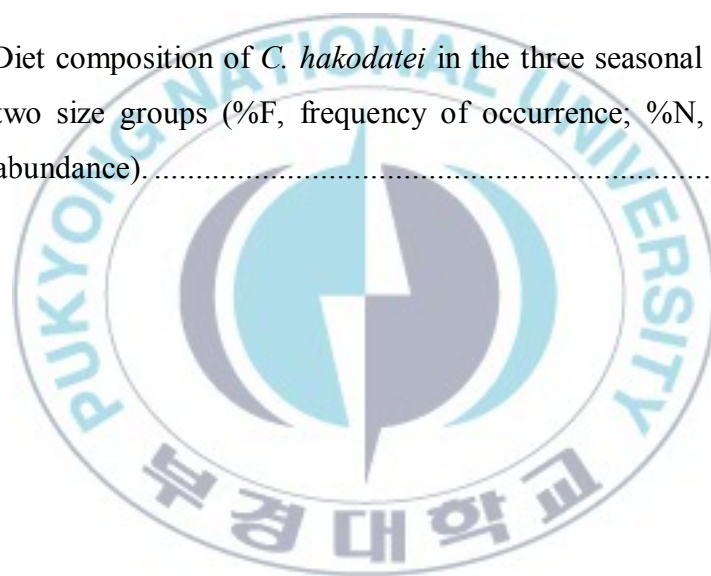 Diet composition of C. hakodatei in the three seasonal
two size groups (%F, frequency of occurrence; %N,
abundance).......................................................................................
PUKYONG NATIONAL UNIVERSITY
부경대학교